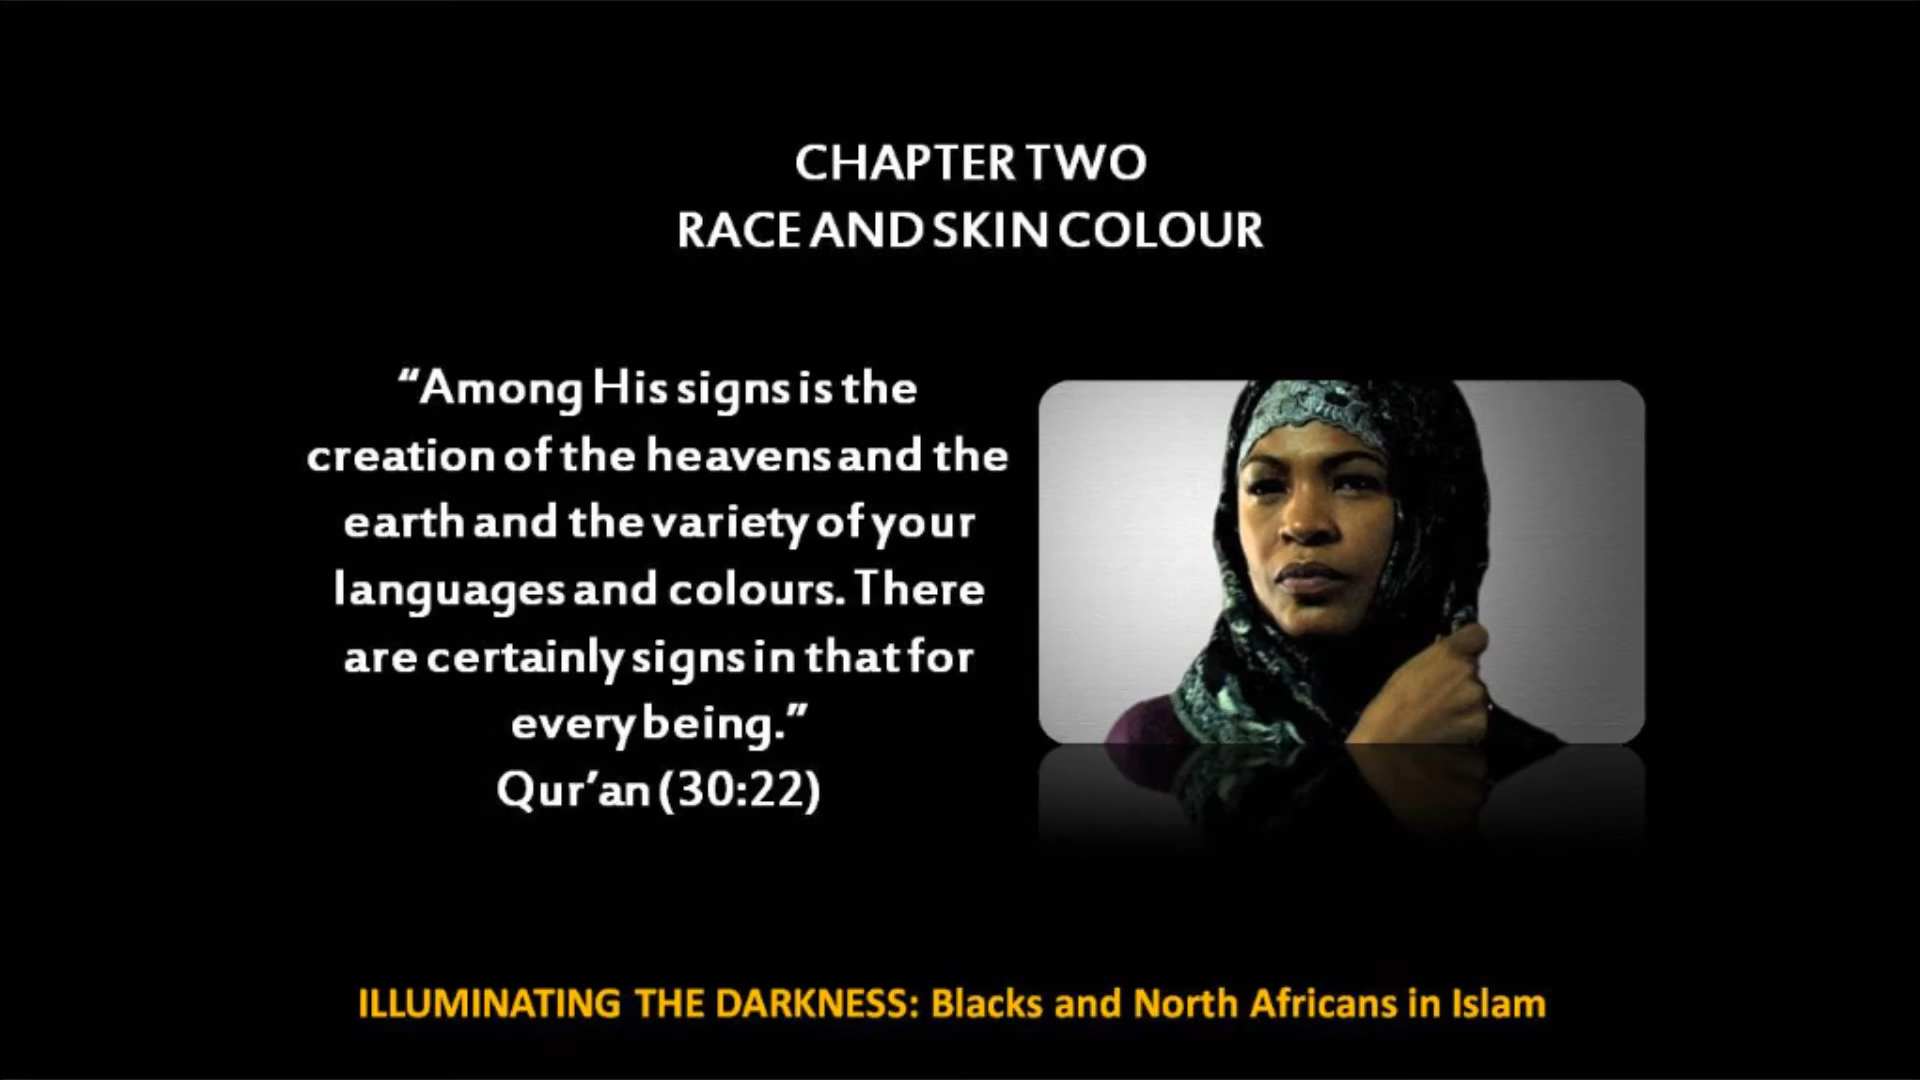 CHAPTER TWO
RACE AND SKIN COLOUR
“Among His signs is the
creation of the heavens and the
earth and the variety of your
languages and colours. There
are certainly signs in that for
every being.”
Qur’an (30:22)
ILLUMINATING THE DARKNESS: Blacks and North Africans in Islam